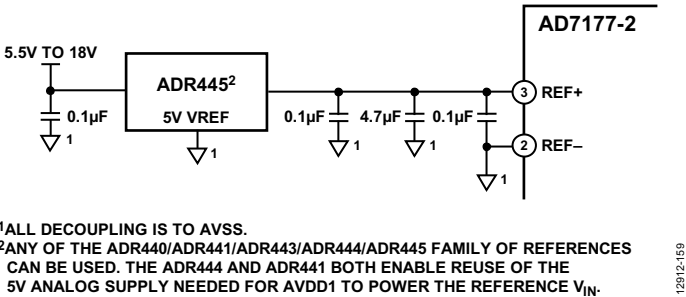 AD7177-2
5.5V TO 18V
ADR445²
5V VREF
0.1µF
1
1
0.1µF
1
4.7µF
1
0.1µF
3 REF+
2 REF–
1
¹ALL DECOUPLING IS TO AVSS.
²ANY OF THE ADR440/ADR441/ADR443/ADR444/ADR445 FAMILY OF REFERENCES
CAN BE USED. THE ADR444 AND ADR441 BOTH ENABLE REUSE OF THE
5V ANALOG SUPPLY NEEDED FOR AVDD1 TO POWER THE REFERENCE VIN.
12912-159